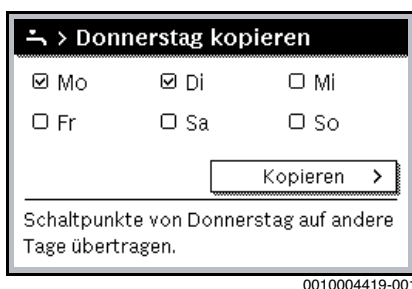 > Donnerstag kopieren
Mo Di Mi
Fr Sa So
Kopieren >
Schaltpunkte von Donnerstag auf andere
Tage übertragen.
0010004419-001